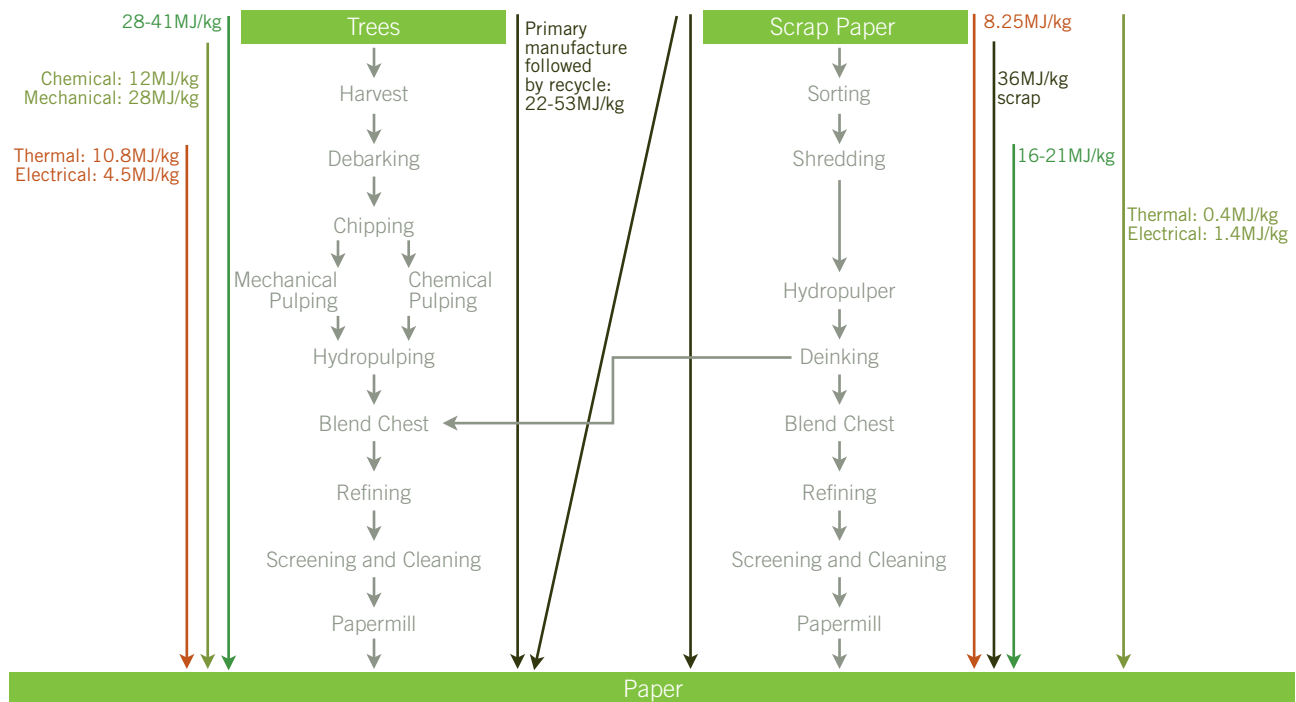 28-41MJ/kg
Trees
Primary
manufacture
followed
by recycle:
22-53MJ/kg
Scrap Paper
8.25MJ/kg
Chemical: 12MJ/kg
Mechanical: 28MJ/kg
Harvest
Sorting
36MJ/kg
scrap
Thermal: 10.8MJ/kg
Electrical: 4.5MJ/kg
Debarking
Shredding
16-21MJ/kg
Chipping
Thermal: 0.4MJ/kg
Electrical: 1.4MJ/kg
Mechanical
Pulping
Chemical
Pulping
Hydropulper
Hydropulping
Deinking
Blend Chest
Blend Chest
Refining
Refining
Screening and Cleaning
Screening and Cleaning
Papermill
Papermill
Paper